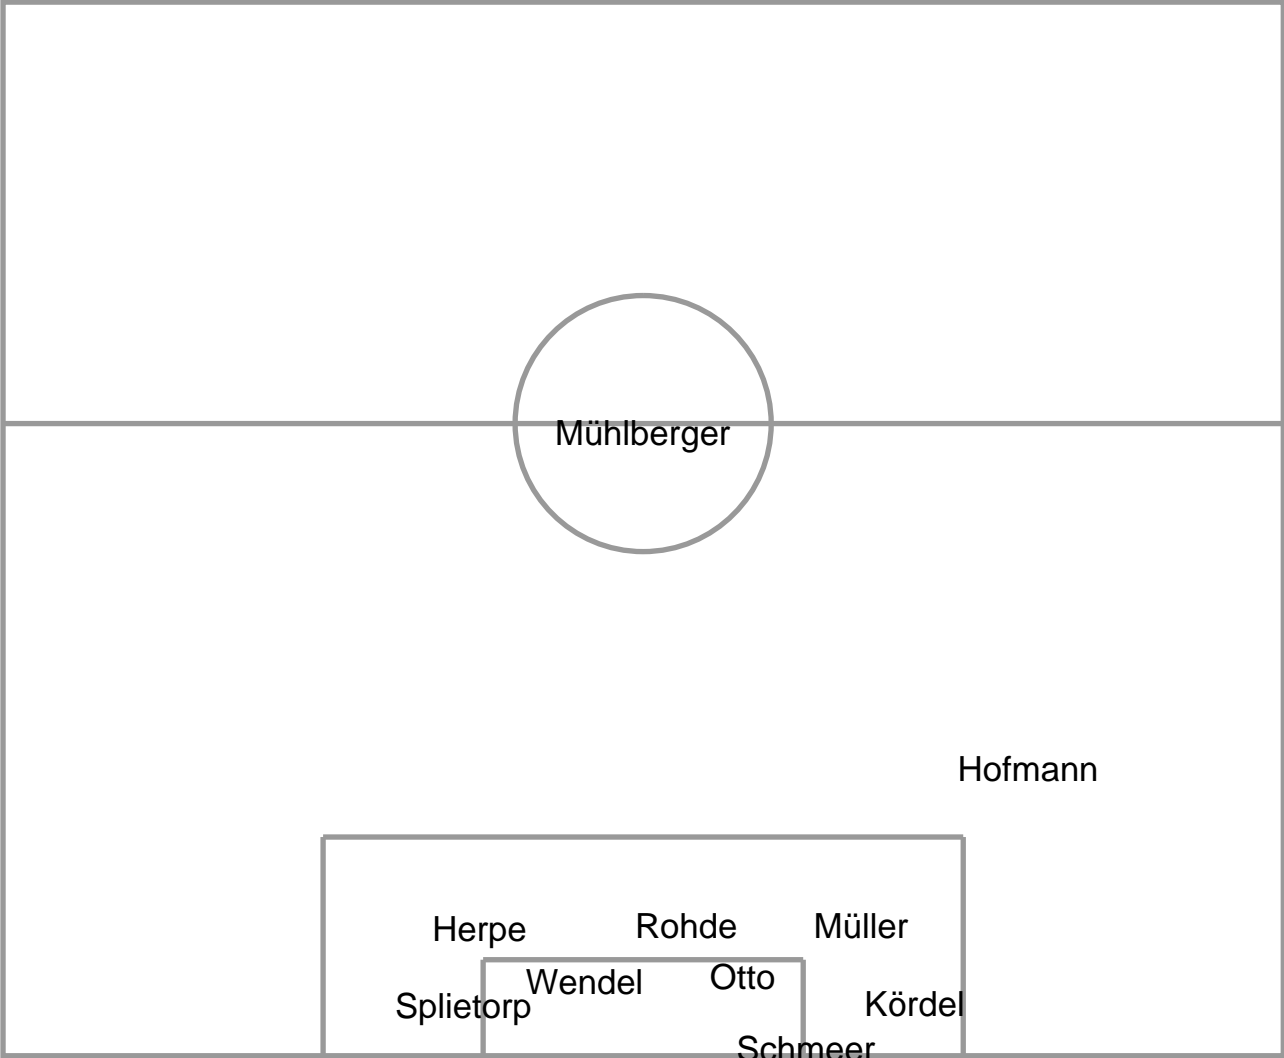 Mühlberger
Hofmann
Herpe
Rohde
Müller
Wendel
Otto
Splietorp
Kördel
Schmeer